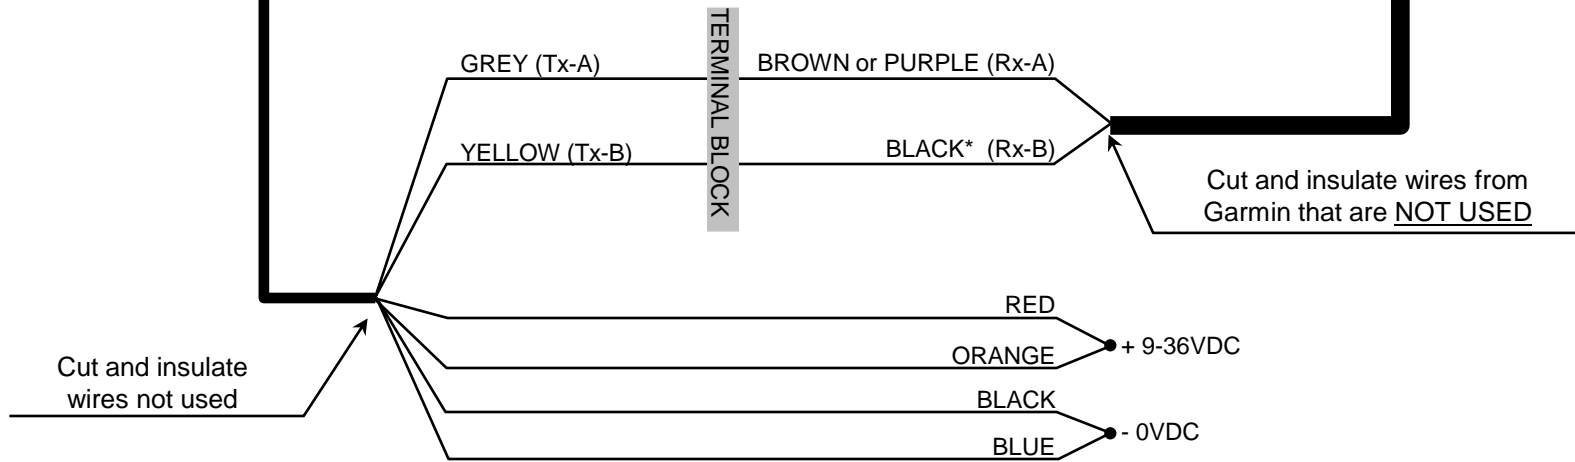 TERMINAL BLOCK
GREY (Tx-A)
BROWN or PURPLE (Rx-A)
YELLOW (Tx-B)
BLACK* (Rx-B)
Cut and insulate wires from
Garmin that are NOT USED
RED
ORANGE
+ 9-36VDC
Cut and insulate
wires not used
BLACK
BLUE
- 0VDC